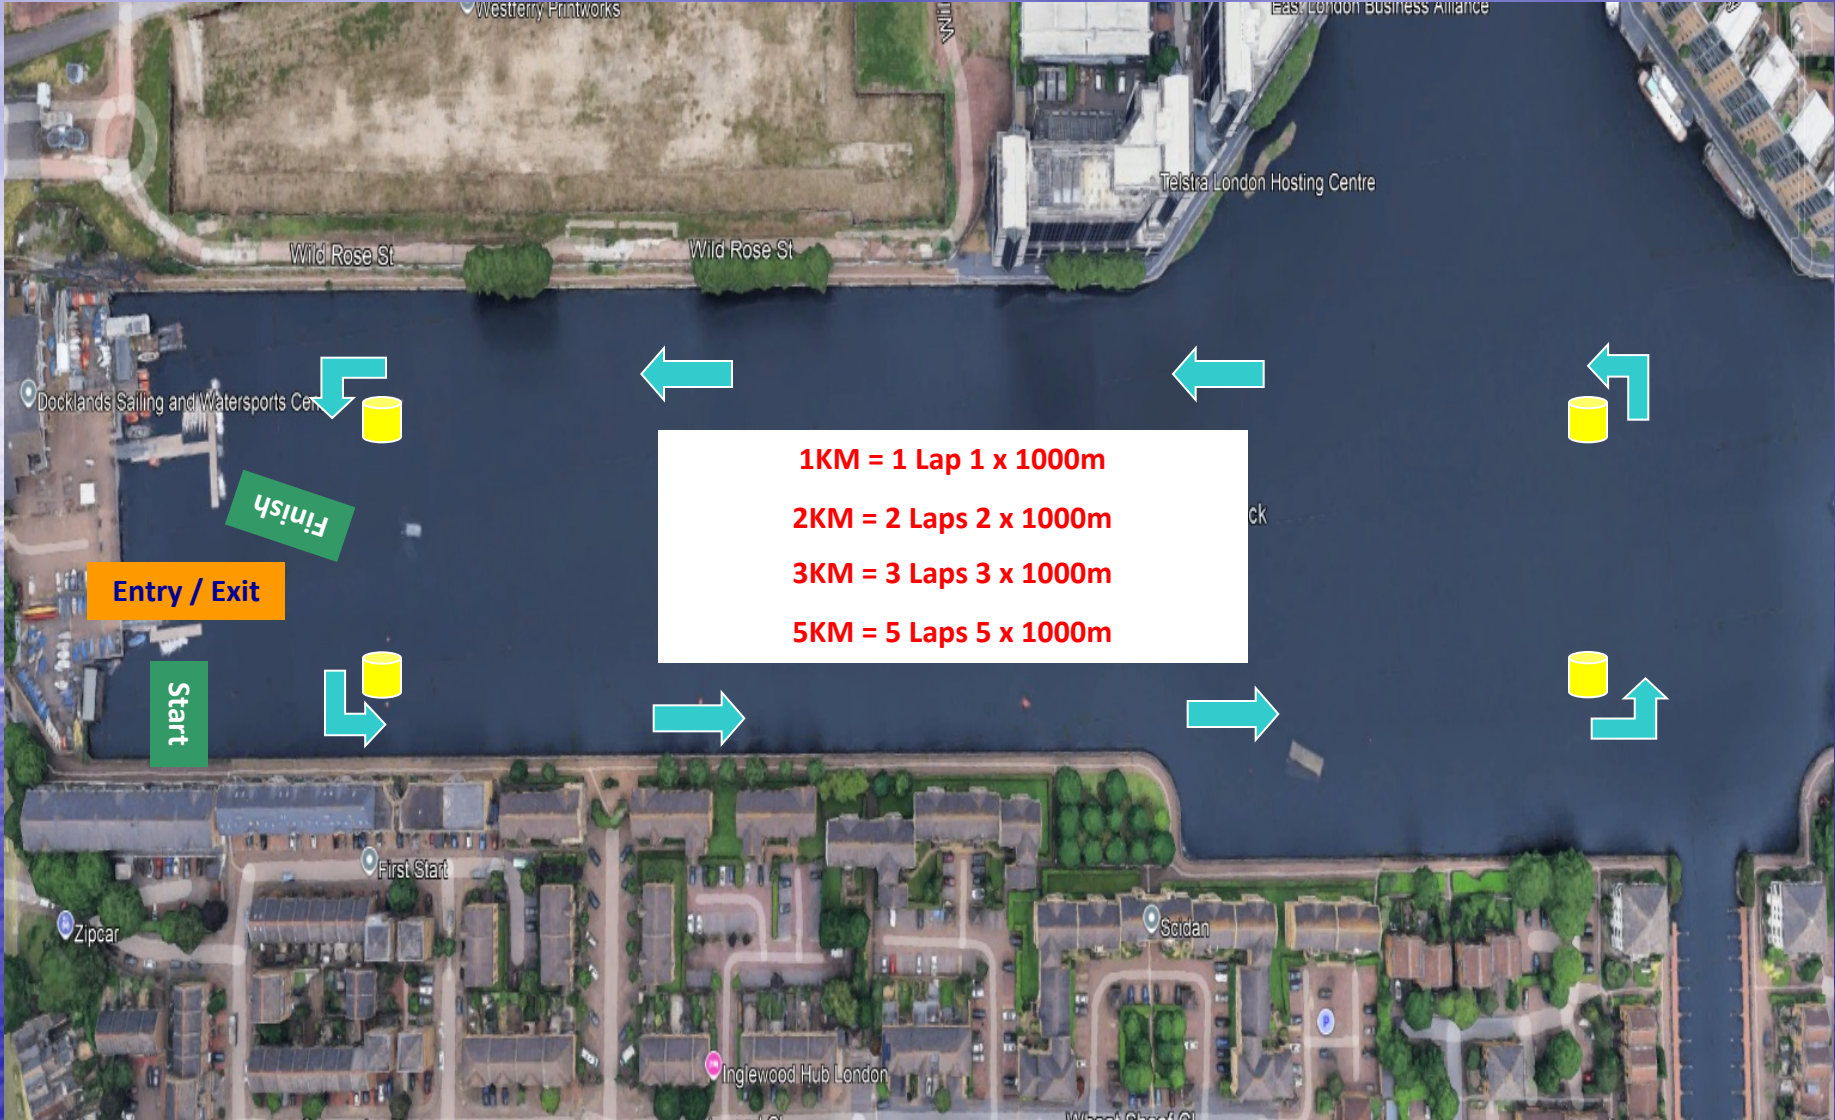 Westferry Printworks
East London Business Alliance
Telstra London Hosting Centre
Wild Rose St
Wild Rose St
Docklands Sailing and Watersports Cen
1KM = 1 Lap 1 x 1000m
2KM = 2 Laps 2 x 1000m
3KM = 3 Laps 3 x 1000m
5KM = 5 Laps 5 x 1000m
ck
Finish
Entry / Exit
Start
First Start
Zipcar
Scidan
P
Inglewood Hub London